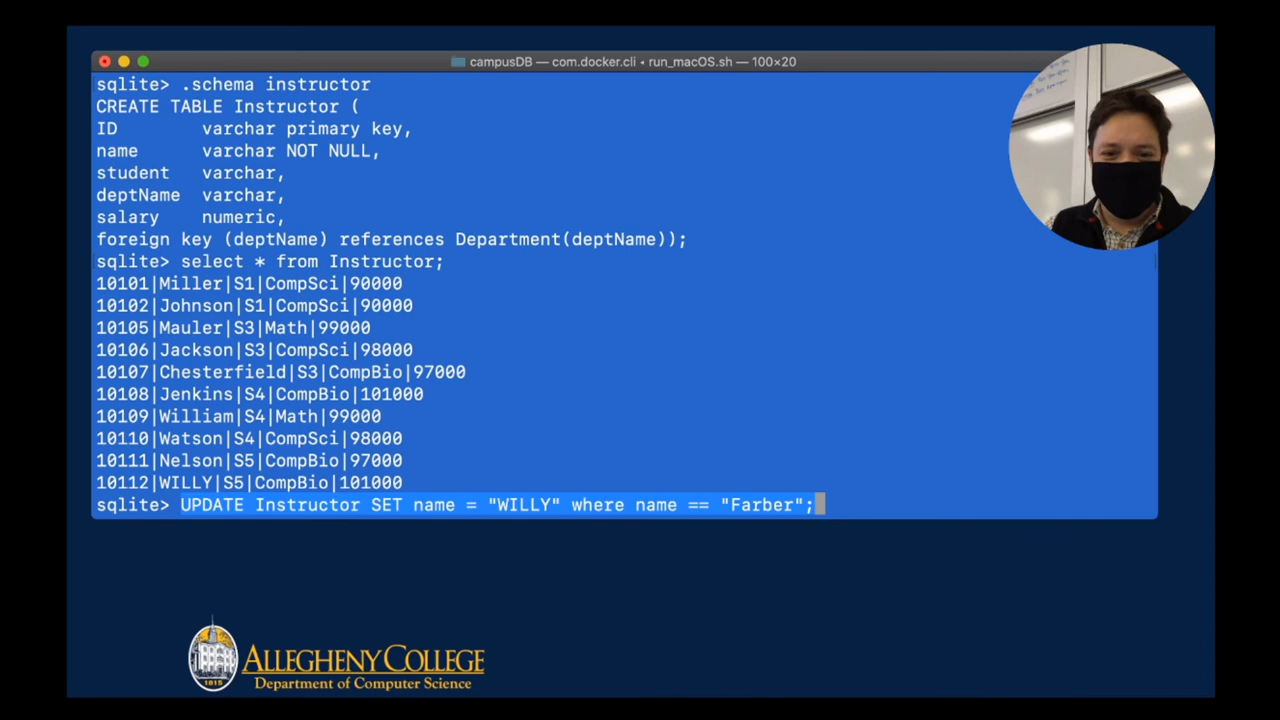 campusDB — com.docker.cli • run_macOS.sh — 100×20
sqlite> .schema instructor
CREATE TABLE Instructor (
ID varchar primary key,
name varchar NOT NULL,
student varchar,
deptName varchar,
salary numeric,
foreign key (deptName) references Department(deptName));
sqlite> select * from Instructor;
10101|Miller|S1|CompSci|90000
10102|Johnson|S1|CompSci|90000
10105|Mauler|S3|Math|99000
10106|Jackson|S3|CompSci|98000
10107|Chesterfield|S3|CompBio|97000
10108|Jenkins|S4|CompBio|101000
10109|William|S4|Math|99000
10110|Watson|S4|CompSci|98000
10111|Nelson|S5|CompBio|97000
10112|WILLY|S5|CompBio|101000
sqlite> UPDATE Instructor SET name = "WILLY" where name == "Farber";
1815
ALLEGHENY COLLEGE
Department of Computer Science